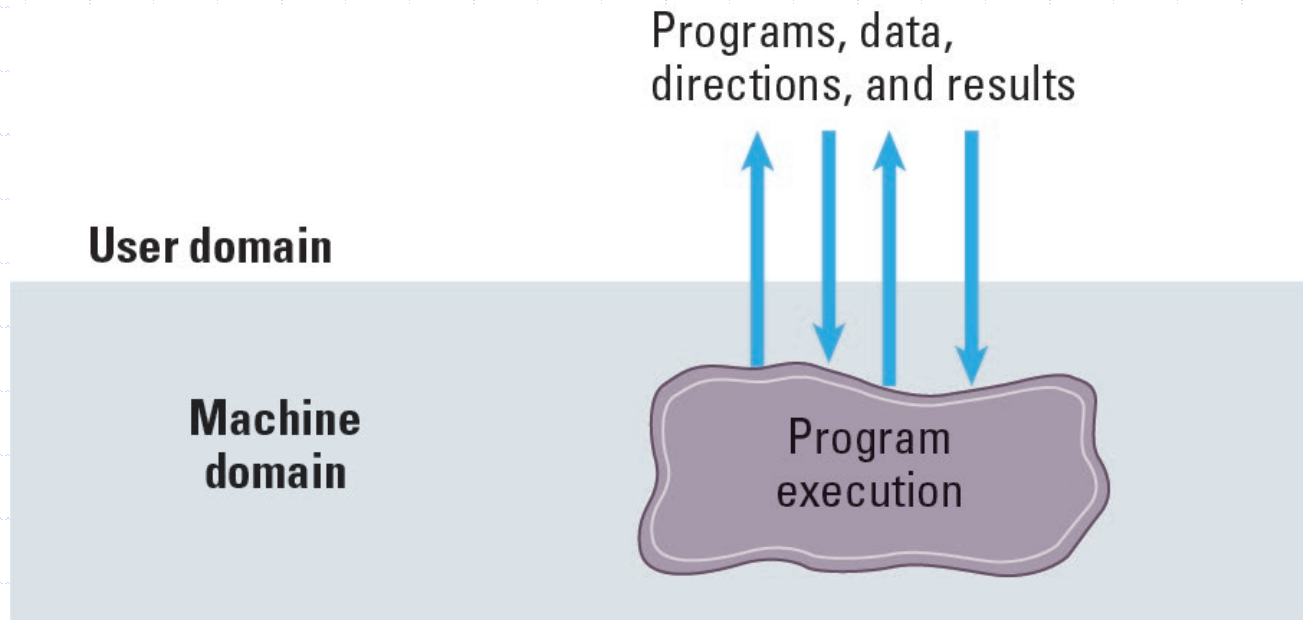 Programs, data,
directions, and results
User domain
Machine
domain
Program
execution